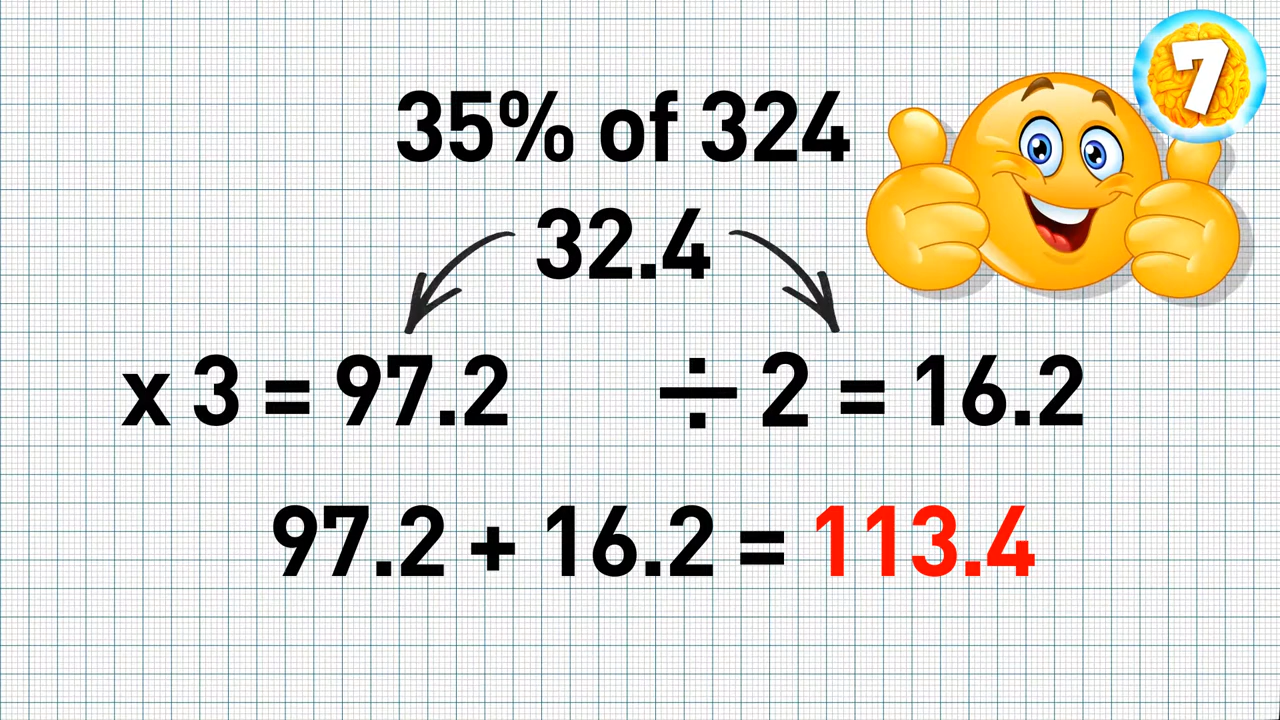 7
35% of 324
32.4
x 3 = 97.2 ÷ 2 = 16.2
97.2 + 16.2 = 113.4